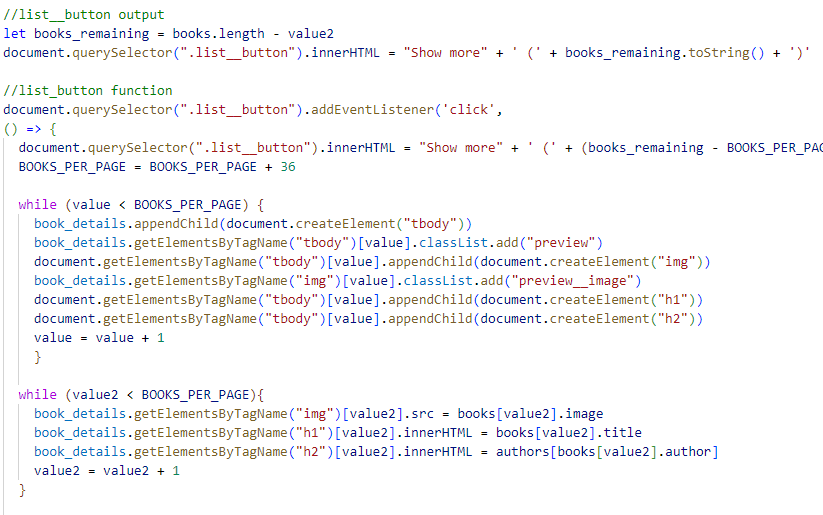 //list__button output
let books_remaining = books.length - value2
document.querySelector(".list__button").innerHTML = "Show more" + ' (' + books_remaining.toString() + ')'
//list_button function
document.querySelector(".list__button").addEventListener('click',
() => {
document.querySelector(".list__button").innerHTML = "Show more" + ' (' + (books_remaining - BOOKS_PER_PAG
BOOKS_PER_PAGE = BOOKS_PER_PAGE + 36
while (value < BOOKS_PER_PAGE) {
book_details.appendChild(document.createElement("tbody"))
book_details.getElementsByTagName("tbody")[value].classList.add("preview")
document.getElementsByTagName("tbody")[value].appendChild(document.createElement("img"))
book_details.getElementsByTagName("img")[value].classList.add("preview__image")
document.getElementsByTagName("tbody")[value].appendChild(document.createElement("h1"))
document.getElementsByTagName("tbody")[value].appendChild(document.createElement("h2"))
value = value + 1
}
while (value2 < BOOKS_PER_PAGE){
book_details.getElementsByTagName("img")[value2].src = books[value2].image
book_details.getElementsByTagName("h1")[value2].innerHTML = books[value2].title
book_details.getElementsByTagName("h2")[value2].innerHTML = authors[books[value2].author]
value2 = value2 + 1
}